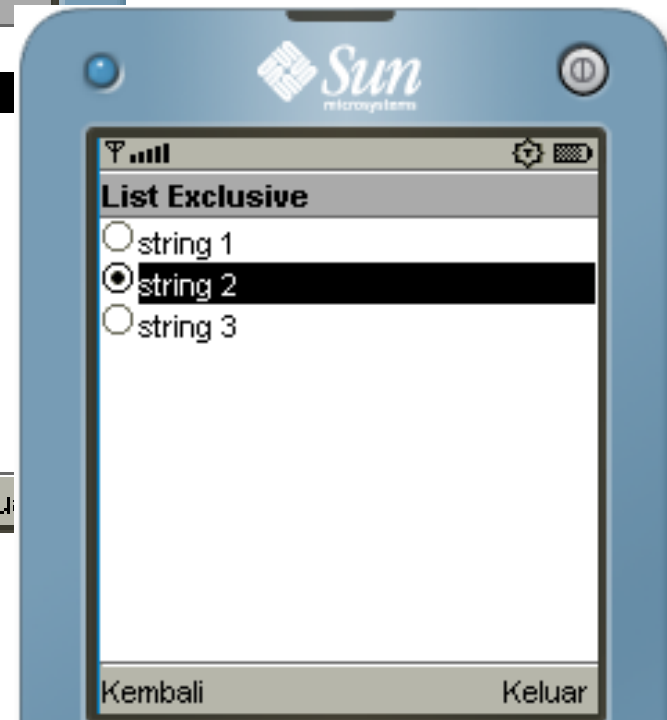 Sun
microsystems
List Exclusive
string 1
string 2
string 3
Kembali Keluar